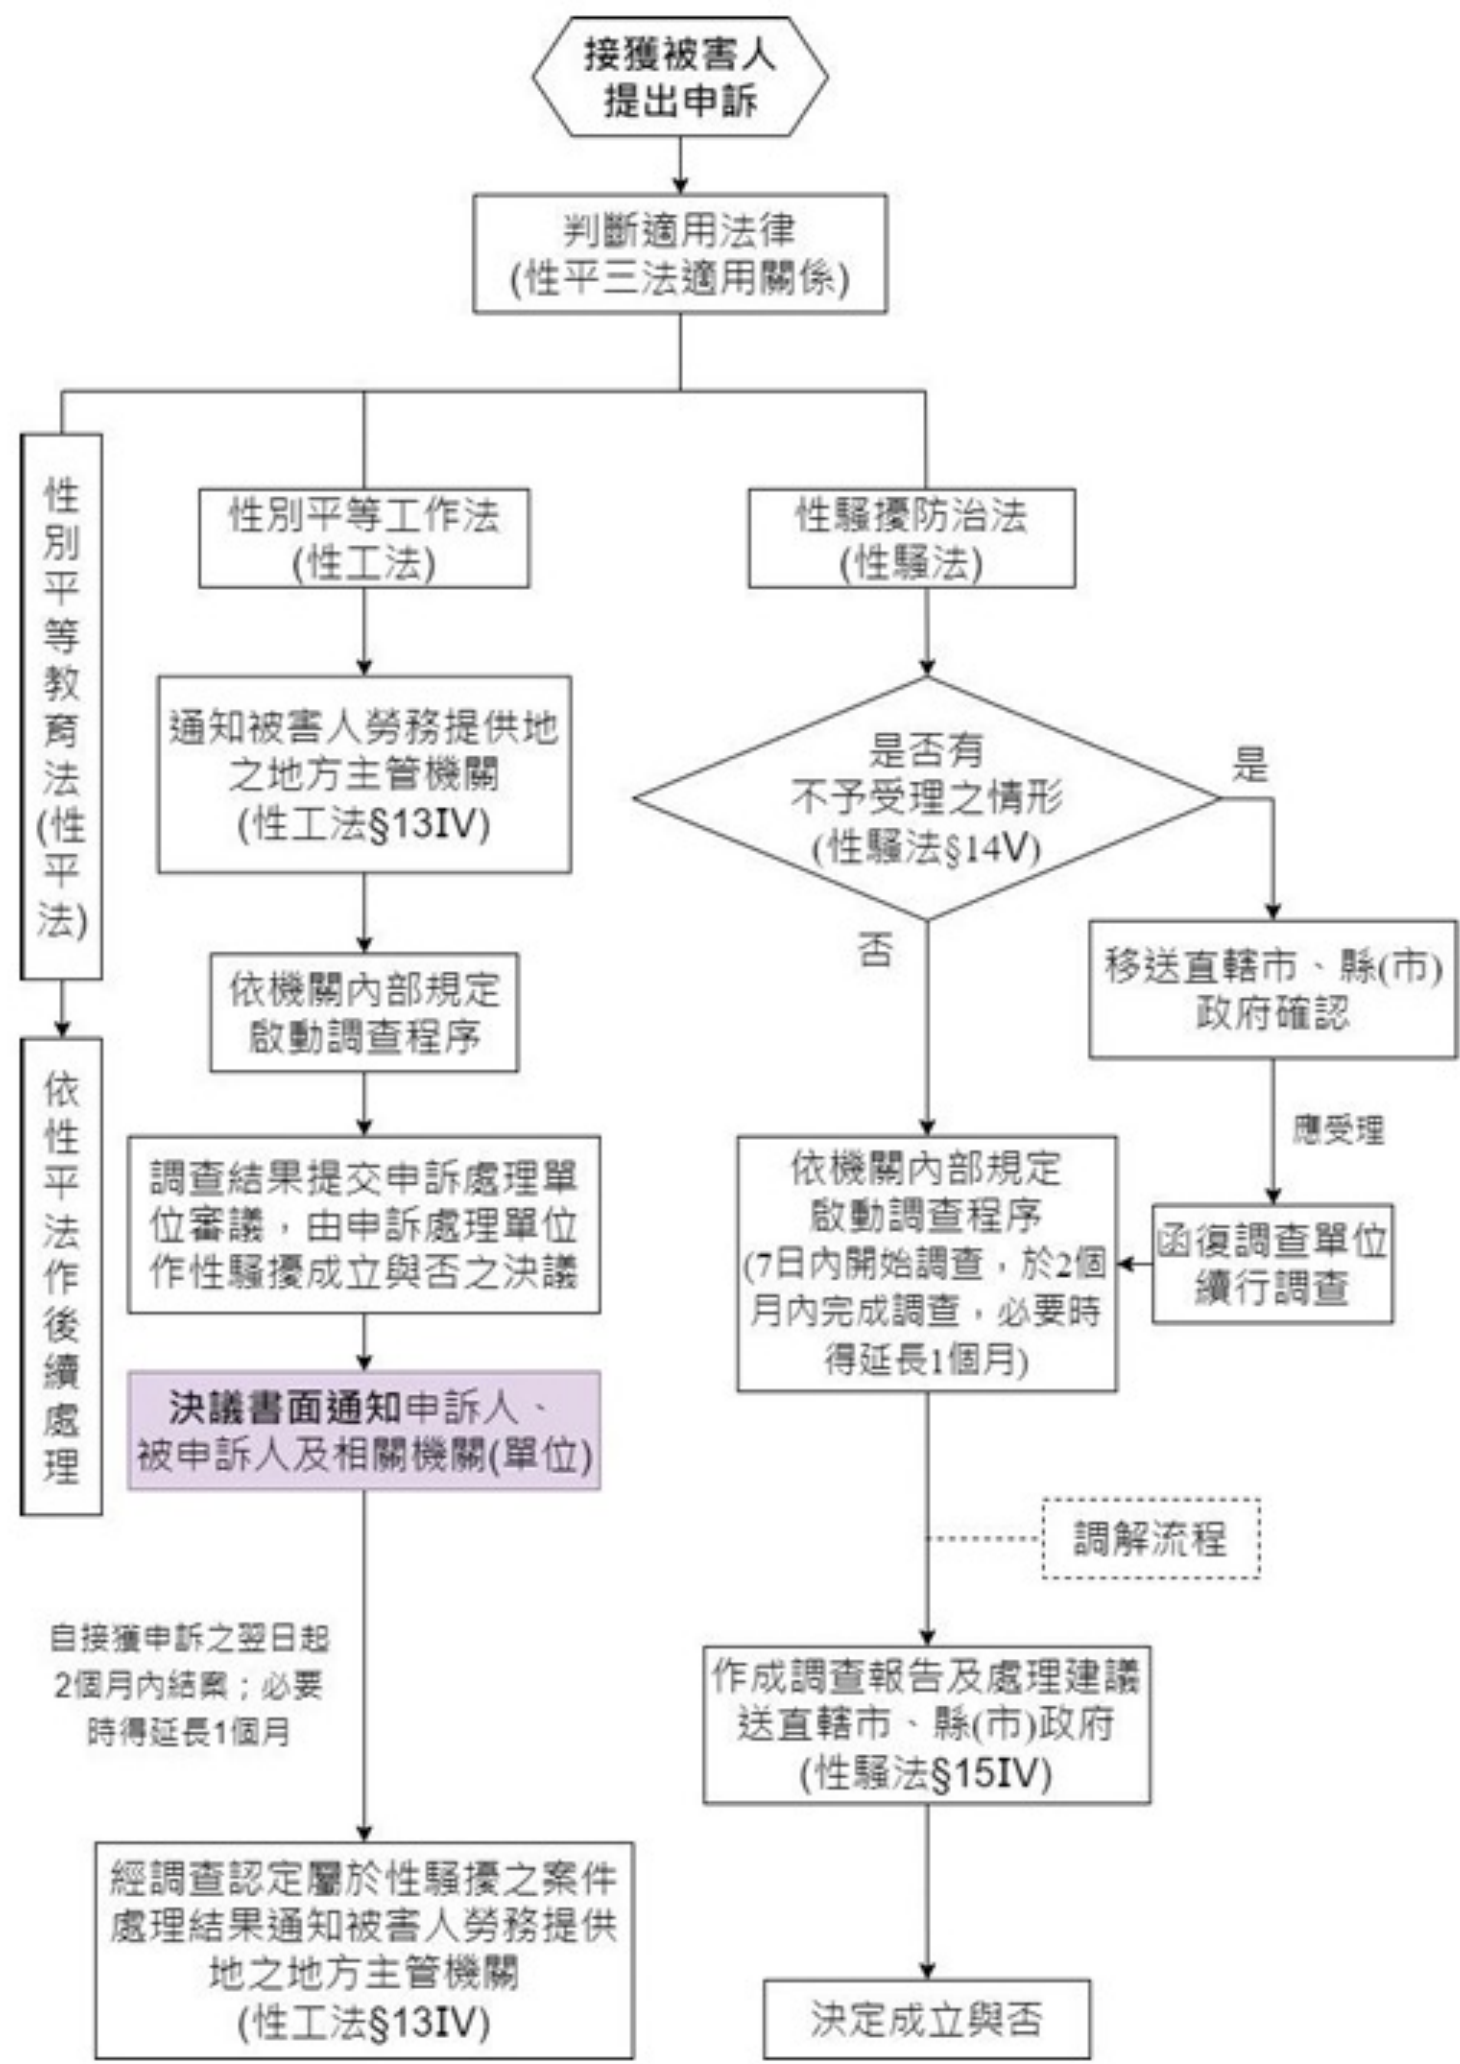 接獲被害人
提出申訴
判斷適用法律
(性平三法適用關係)
性別平等教育法(性平法)
依性平法作後續處理
性別平等工作法
(性工法)
通知被害人勞務提供地
之地方主管機關
(性工法§13IV)
依機關內部規定
啟動調查程序
調查結果提交申訴處理單
位審議，由申訴處理單位
作性騷擾成立與否之決議
決議書面通知申訴人、
被申訴人及相關機關(單位)
自接獲申訴之翌日起
2個月內結案；必要
時得延長1個月
經調查認定屬於性騷擾之案件
處理結果通知被害人勞務提供
地之地方主管機關
(性工法§13IV)
性騷擾防治法
(性騷法)
是否有
不予受理之情形
(性騷法§14V)
是
否
移送直轄市、縣(市)
政府確認
應受理
函復調查單位
續行調查
依機關內部規定
啟動調查程序
(7日內開始調查，於2個
月內完成調查，必要時
得延長1個月)
調解流程
作成調查報告及處理建議
送直轄市、縣(市)政府
(性騷法§15IV)
決定成立與否